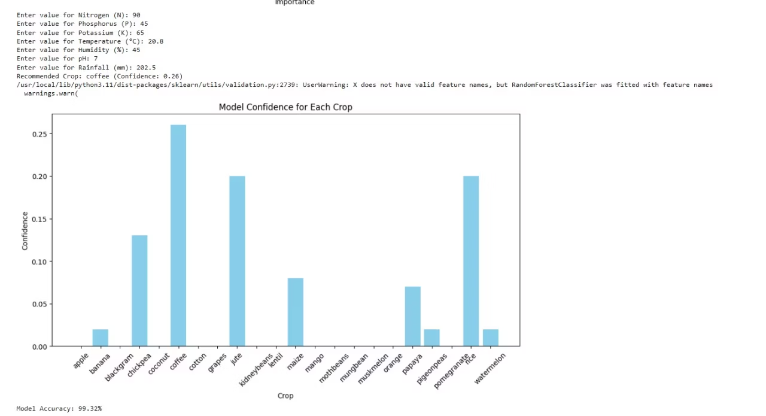 Importance
Enter value for Nitrogen (N): 90
Enter value for Phosphorus (P): 45
Enter value for Potassium (K): 65
Enter value for Temperature (°C): 20.8
Enter value for Humidity (%): 45
Enter value for pH: 7
Enter value for Rainfall (mm): 202.5
Recommended Crop: coffee (Confidence: 0.26)
/usr/local/lib/python3.11/dist-packages/sklearn/utils/validation.py:2739: UserWarning: X does not have valid feature names, but RandomForestClassifier was fitted with feature names
warnings.warn(
Model Confidence for Each Crop
0.25
0.20
0.15
0.10
0.05
0.00
Confidence
apple
banana
blackgram
chickpea
coconut
coffee
cotton
grapes
jute
kidneybeans
lentil
maize
mango
mothbeans
mungbean
muskmelon
orange
papaya
pigeonpeas
pomegranate
rice
watermelon
Crop
Model Accuracy: 99.32%